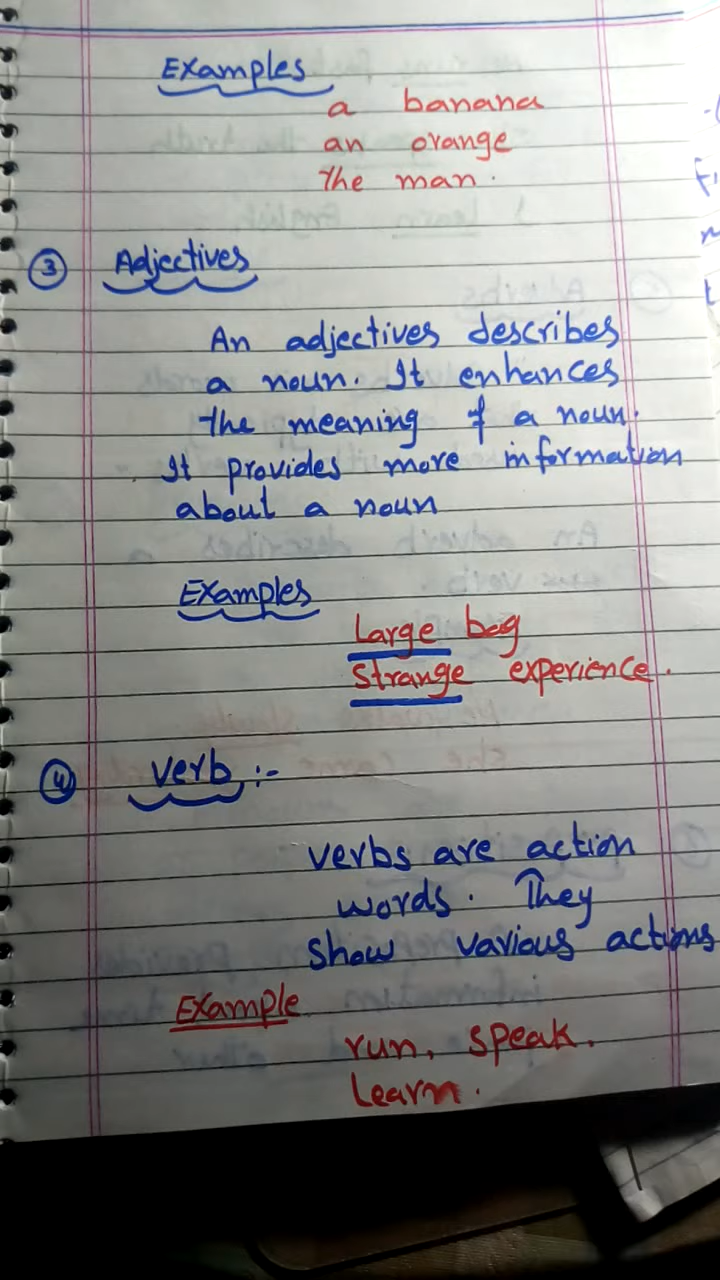 Examples
a banana
an orange
The man.
3 Adjectives
An adjectives describes
a noun. It enhances
the meaning of a noun.
It provides more information
about a noun
Examples
Large bag
Strange experience.
4 Verb :-
verbs are action
words. They
show various actions
Example
run, speak.
Learn.